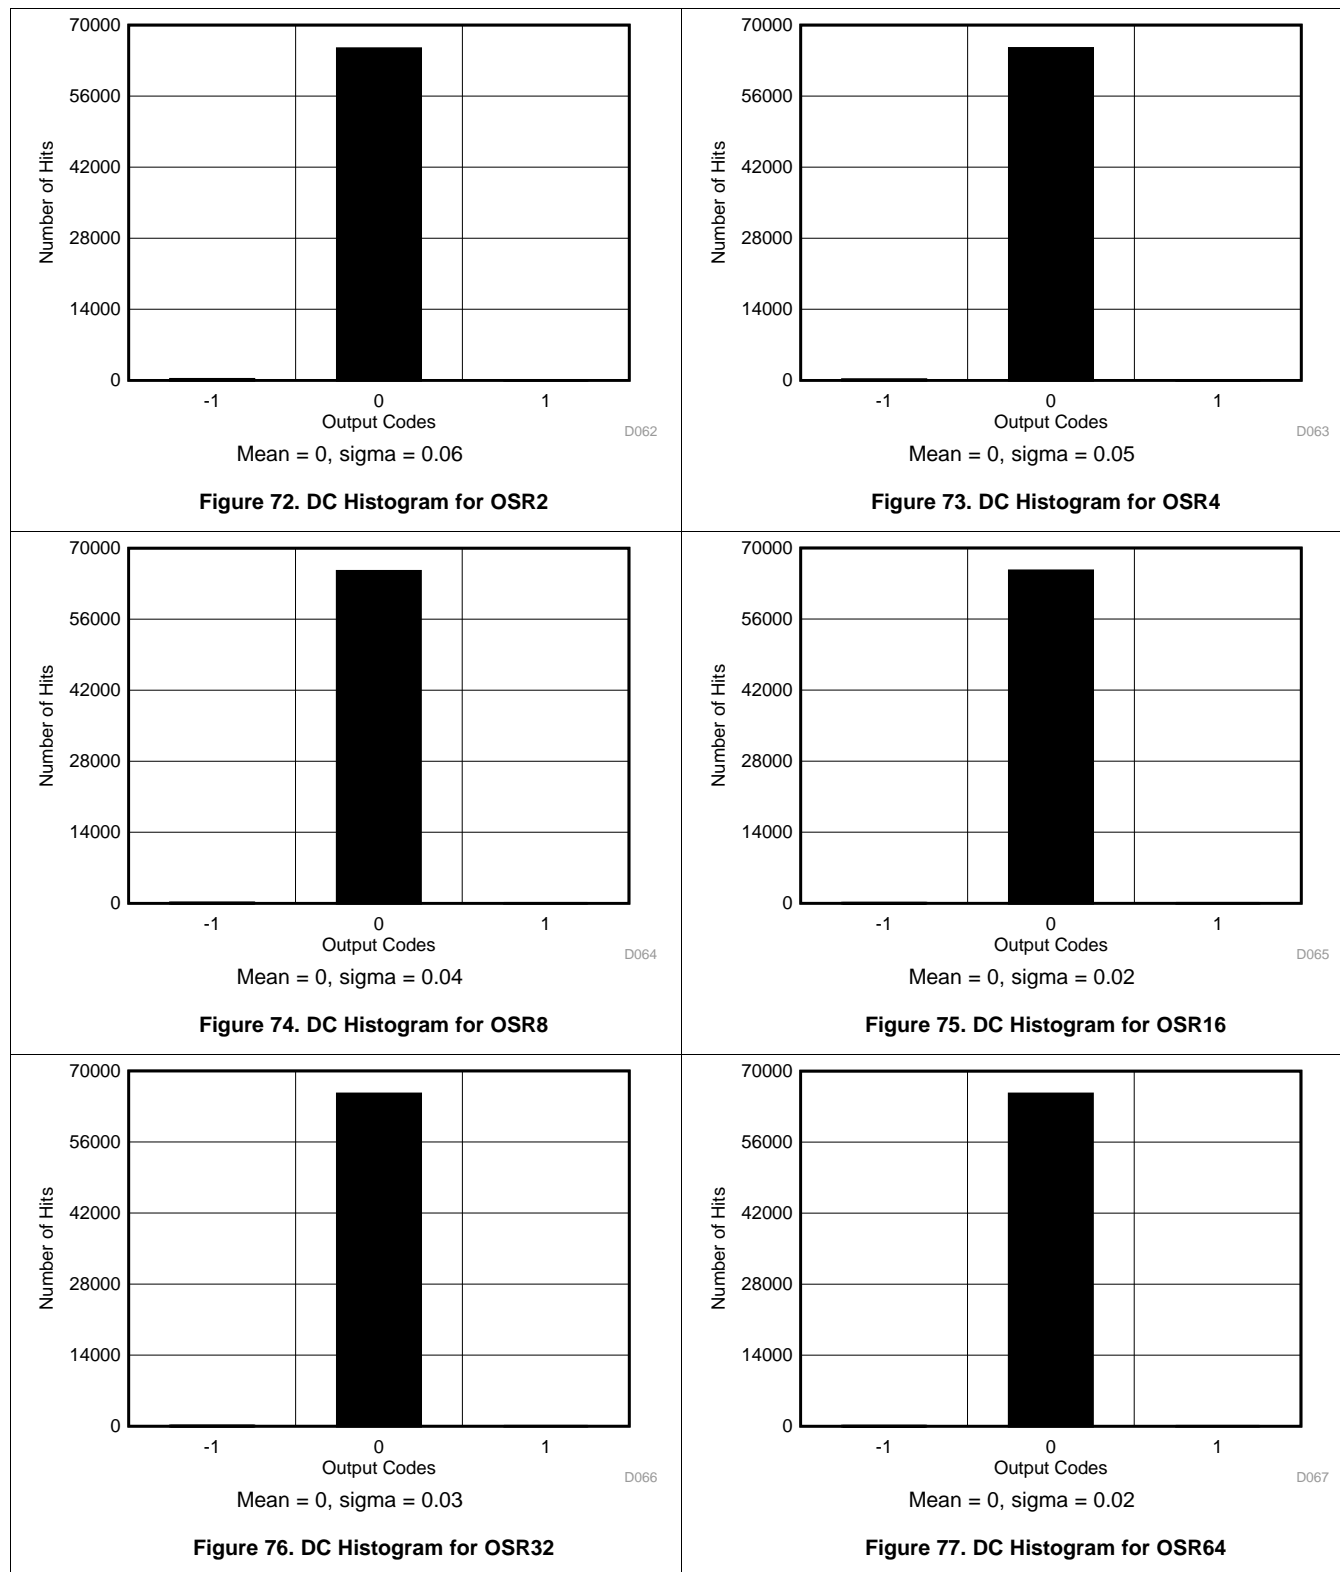 70000
56000
42000
28000
14000
0
Number of Hits
-1 0 1
Output Codes
D062
Mean = 0, sigma = 0.06
Figure 72. DC Histogram for OSR2
70000
56000
42000
28000
14000
0
Number of Hits
-1 0 1
Output Codes
D063
Mean = 0, sigma = 0.05
Figure 73. DC Histogram for OSR4
70000
56000
42000
28000
14000
0
Number of Hits
-1 0 1
Output Codes
D064
Mean = 0, sigma = 0.04
Figure 74. DC Histogram for OSR8
70000
56000
42000
28000
14000
0
Number of Hits
-1 0 1
Output Codes
D065
Mean = 0, sigma = 0.02
Figure 75. DC Histogram for OSR16
70000
56000
42000
28000
14000
0
Number of Hits
-1 0 1
Output Codes
D066
Mean = 0, sigma = 0.03
Figure 76. DC Histogram for OSR32
70000
56000
42000
28000
14000
0
Number of Hits
-1 0 1
Output Codes
D067
Mean = 0, sigma = 0.02
Figure 77. DC Histogram for OSR64